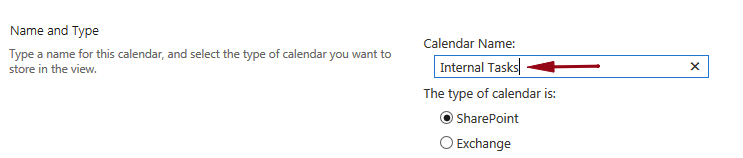 Name and Type
Type a name for this calendar, and select the type of calendar you want to
store in the view.
Calendar Name:
Internal Tasks
The type of calendar is:
SharePoint
Exchange